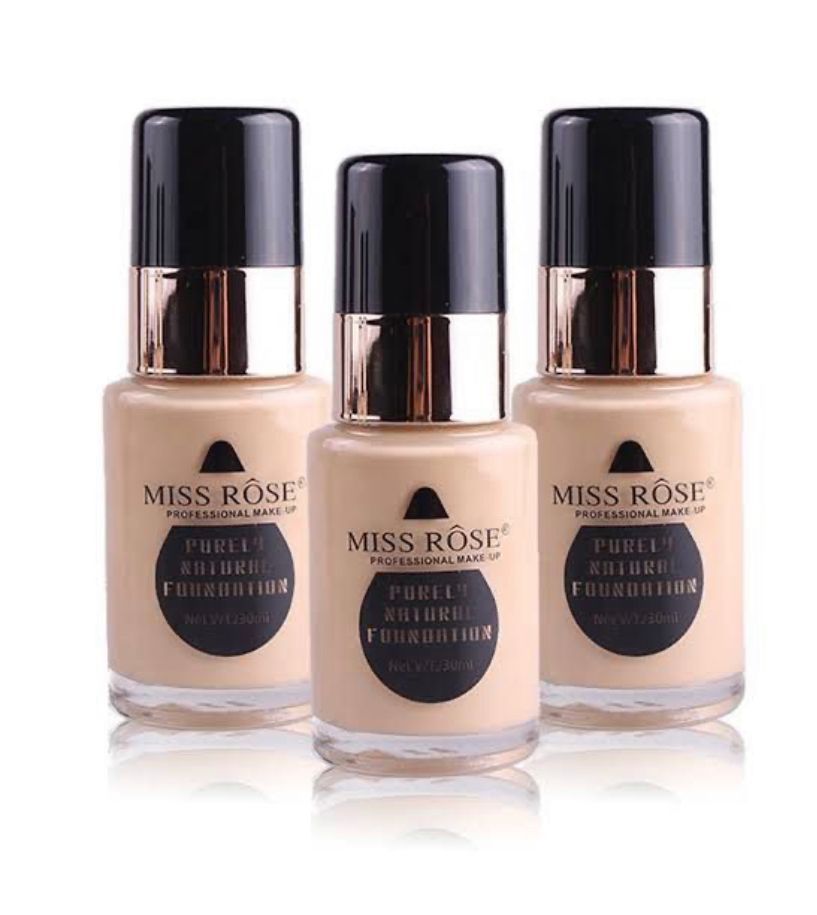 MISS RÔSE®
PROFESSIONAL MAKE-UP
PURELY
NATURAL
FOUNDATION
Net.WT./30ml
MISS RÔSE®
PROFESSIONAL MAKE-UP
PURELY
NATURAL
FOUNDATION
Net.WT./30ml
MISS RÔSE®
PROFESSIONAL MAKE-UP
PURELY
NATURAL
FOUNDATION
Net.WT./30ml